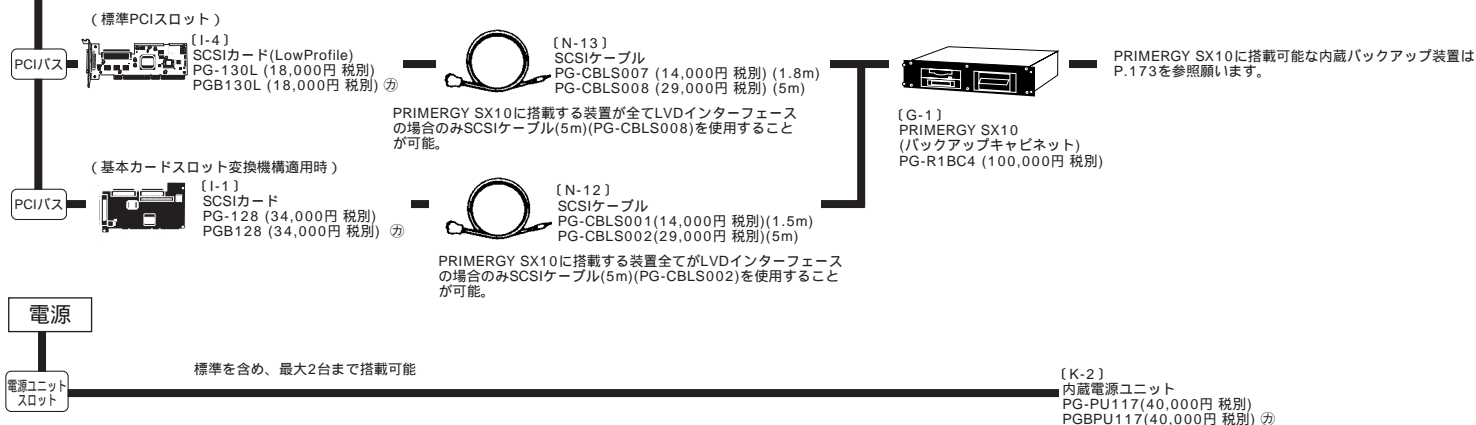 （標準PCIスロット）
PCIバス
〔I-4〕
SCSIカード(LowProfile)
PG-130L (18,000円 税別)
PGB130L (18,000円 税別) ㋕
〔N-13〕
SCSIケーブル
PG-CBLS007 (14,000円 税別) (1.8m)
PG-CBLS008 (29,000円 税別) (5m)
PRIMERGY SX10に搭載する装置が全てLVDインターフェース
の場合のみSCSIケーブル(5m)(PG-CBLS008)を使用すること
が可能。
〔G-1〕
PRIMERGY SX10
(バックアップキャビネット)
PG-R1BC4 (100,000円 税別)
PRIMERGY SX10に搭載可能な内蔵バックアップ装置は
P.173を参照願います。
（基本カードスロット変換機構適用時）
PCIバス
〔I-1〕
SCSIカード
PG-128 (34,000円 税別)
PGB128 (34,000円 税別) ㋕
〔N-12〕
SCSIケーブル
PG-CBLS001(14,000円 税別)(1.5m)
PG-CBLS002(29,000円 税別)(5m)
PRIMERGY SX10に搭載する装置全てがLVDインターフェース
の場合のみSCSIケーブル(5m)(PG-CBLS002)を使用すること
が可能。
電源
電源ユニット
スロット
標準を含め、最大2台まで搭載可能
〔K-2〕
内蔵電源ユニット
PG-PU117(40,000円 税別)
PGBPU117(40,000円 税別) ㋕